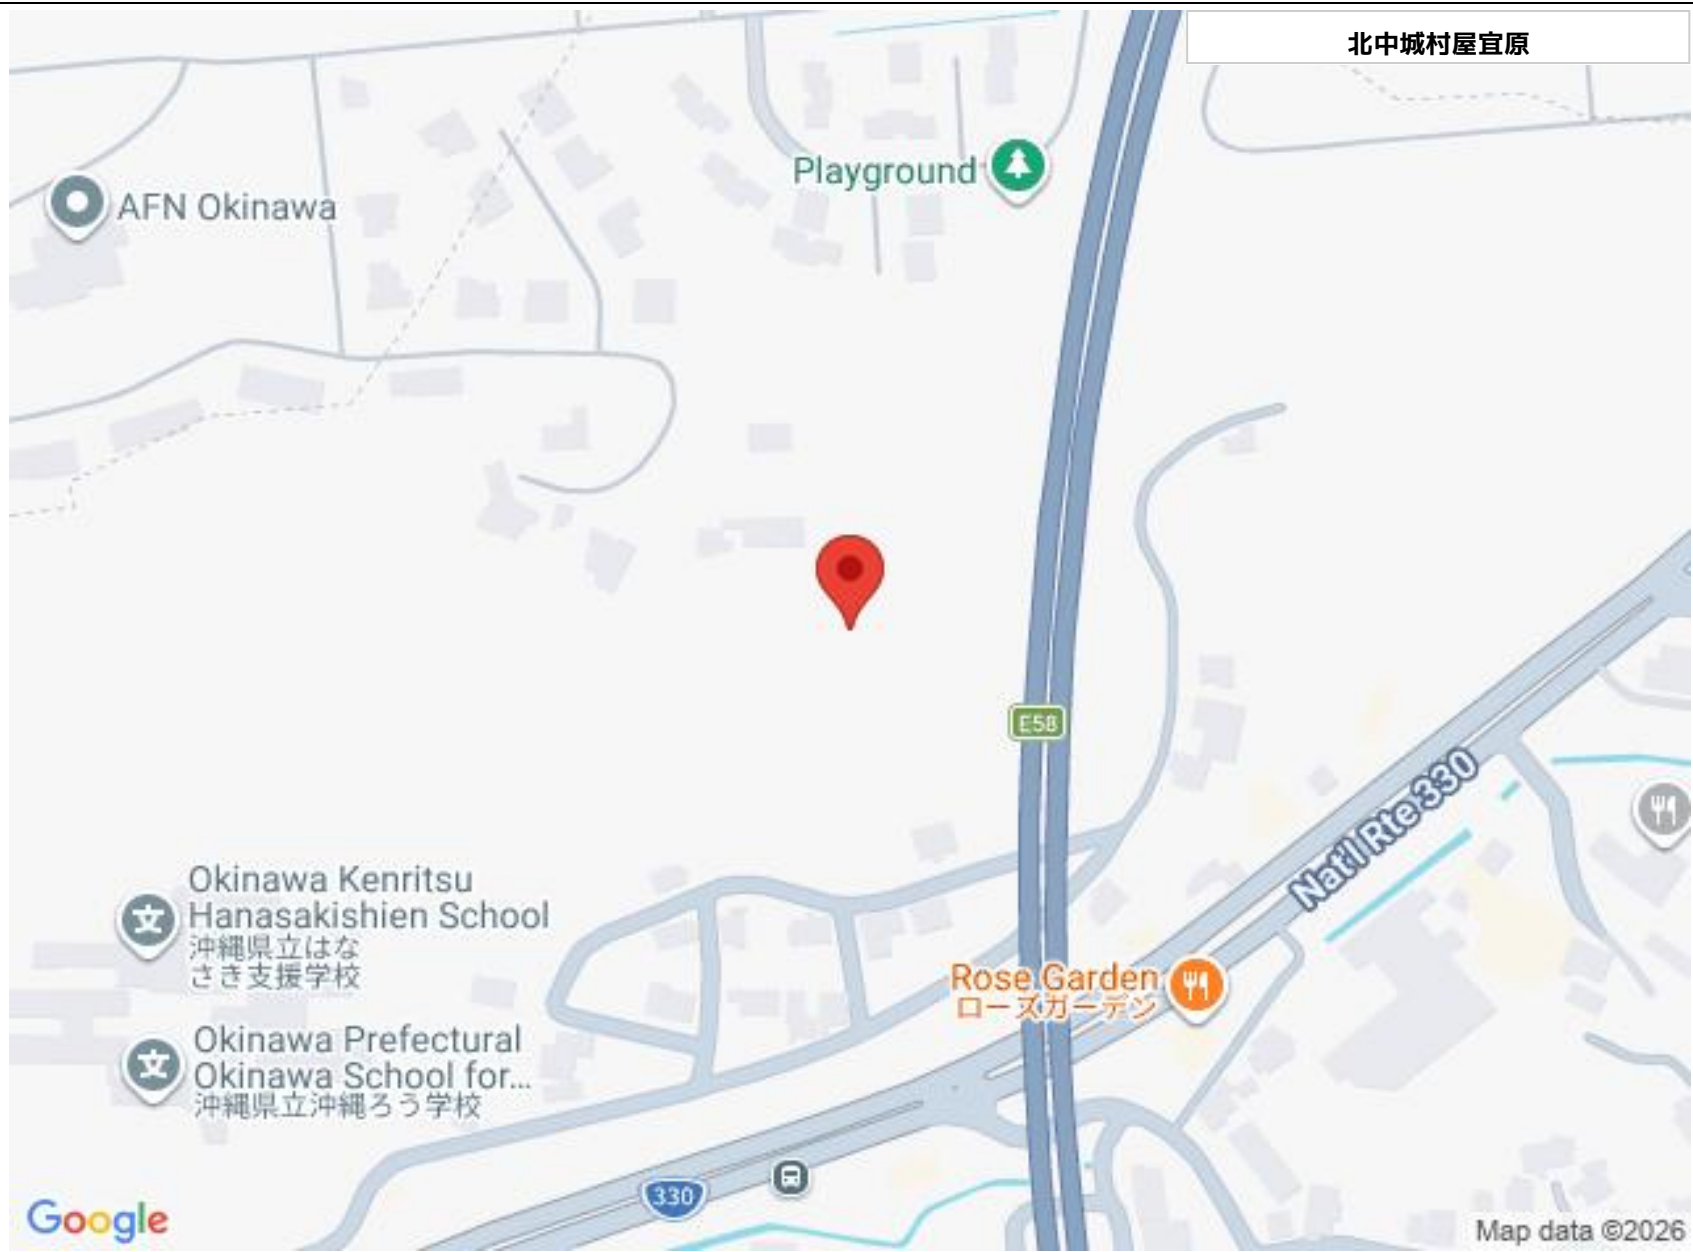 北中城村屋宜原
Playground
AFN Okinawa
E58
Nat'l Rte 330
Okinawa Kenritsu
Hanasakishien School
沖縄県立はな
さき支援学校
Rose Garden
ローズガーデン
Okinawa Prefectural
Okinawa School for...
沖縄県立沖縄ろう学校
330
Google
Map data ©2026